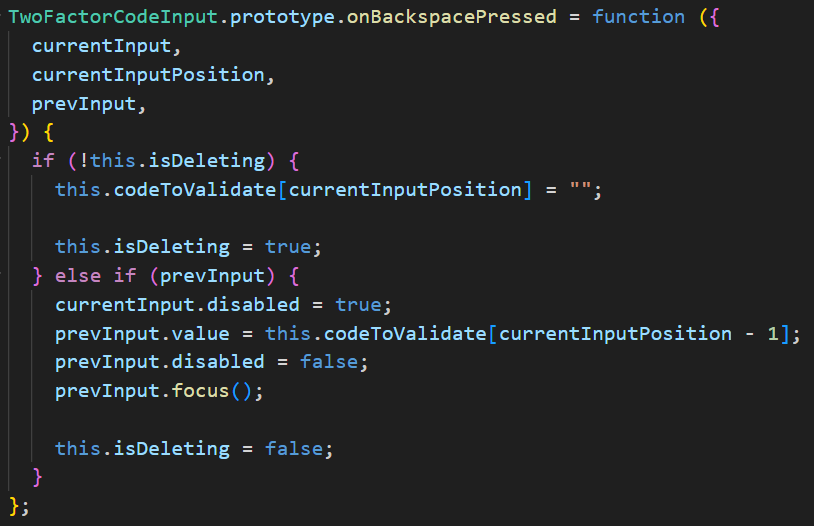 TwoFactorCodeInput.prototype.onBackspacePressed = function ({
  currentInput,
  currentInputPosition,
  prevInput,
}) {
  if (!this.isDeleting) {
    this.codeToValidate[currentInputPosition] = "";

    this.isDeleting = true;
  } else if (prevInput) {
    currentInput.disabled = true;
    prevInput.value = this.codeToValidate[currentInputPosition - 1];
    prevInput.disabled = false;
    prevInput.focus();

    this.isDeleting = false;
  }
};